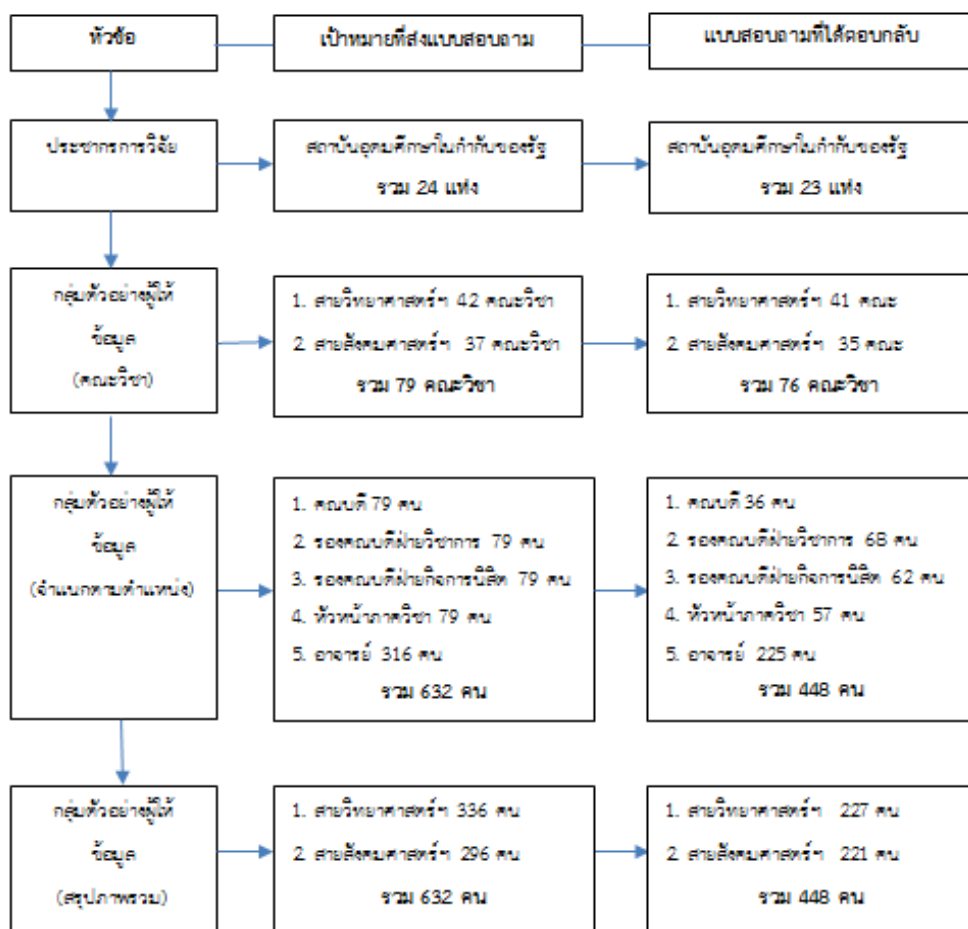 หัวข้อ
เป้าหมายที่ส่งแบบสอบถาม
แบบสอบถามที่ได้ตอบกลับ
ประชากรการวิจัย
สถาบันอุดมศึกษาในกำกับของรัฐ
รวม 24 แห่ง
สถาบันอุดมศึกษาในกำกับของรัฐ
รวม 23 แห่ง
กลุ่มตัวอย่างผู้ให้
ข้อมูล
(คณะวิชา)
1. สายวิทยาศาสตร์ฯ 42 คณะวิชา
2. สายสังคมศาสตร์ฯ 37 คณะวิชา
รวม 79 คณะวิชา
1. สายวิทยาศาสตร์ฯ 41 คณะ
2. สายสังคมศาสตร์ฯ 35 คณะ
รวม 76 คณะวิชา
กลุ่มตัวอย่างผู้ให้
ข้อมูล
(จำแนกตามตำแหน่ง)
1. คณบดี 79 คน
2. รองคณบดีฝ่ายวิชาการ 79 คน
3. รองคณบดีฝ่ายกิจการนิสิต 79 คน
4. หัวหน้าภาควิชา 79 คน
5. อาจารย์ 316 คน
รวม 632 คน
1. คณบดี 36 คน
2. รองคณบดีฝ่ายวิชาการ 68 คน
3. รองคณบดีฝ่ายกิจการนิสิต 62 คน
4. หัวหน้าภาควิชา 57 คน
5. อาจารย์ 225 คน
รวม 448 คน
กลุ่มตัวอย่างผู้ให้
ข้อมูล
(สรุปภาพรวม)
1. สายวิทยาศาสตร์ฯ 336 คน
2. สายสังคมศาสตร์ฯ 296 คน
รวม 632 คน
1. สายวิทยาศาสตร์ฯ 227 คน
2. สายสังคมศาสตร์ฯ 221 คน
รวม 448 คน